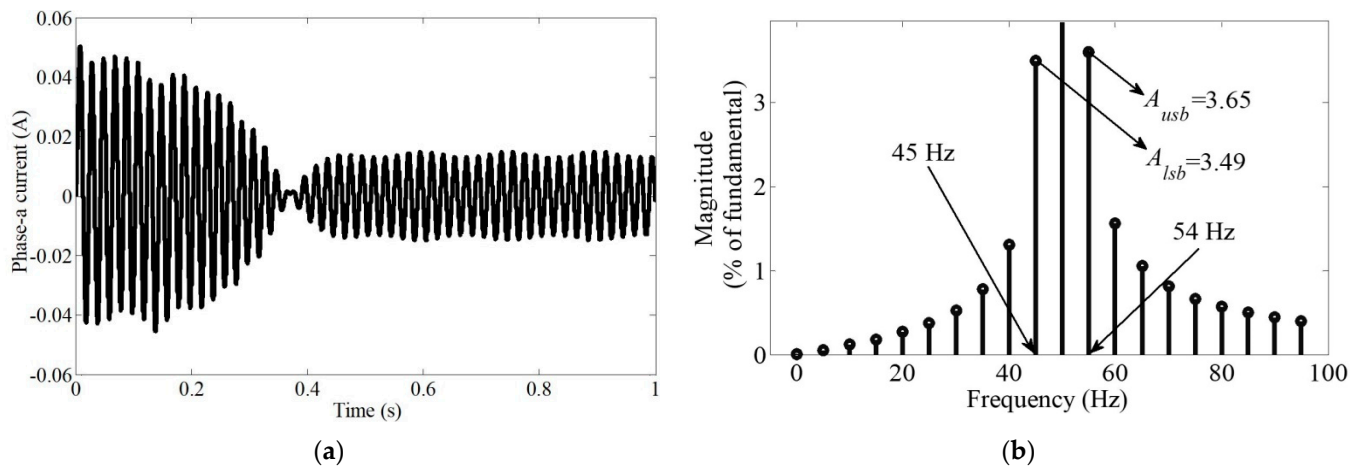 0.06
0.04
0.02
0
-0.02
-0.04
-0.06
Phase-a current (A)
0 0.2 0.4 0.6 0.8 1
Time (s)
(a)
3
2
1
0
Magnitude
(% of fundamental)
A usb =3.65
A lsb =3.49
45 Hz
54 Hz
0 20 40 60 80 100
Frequency (Hz)
(b)